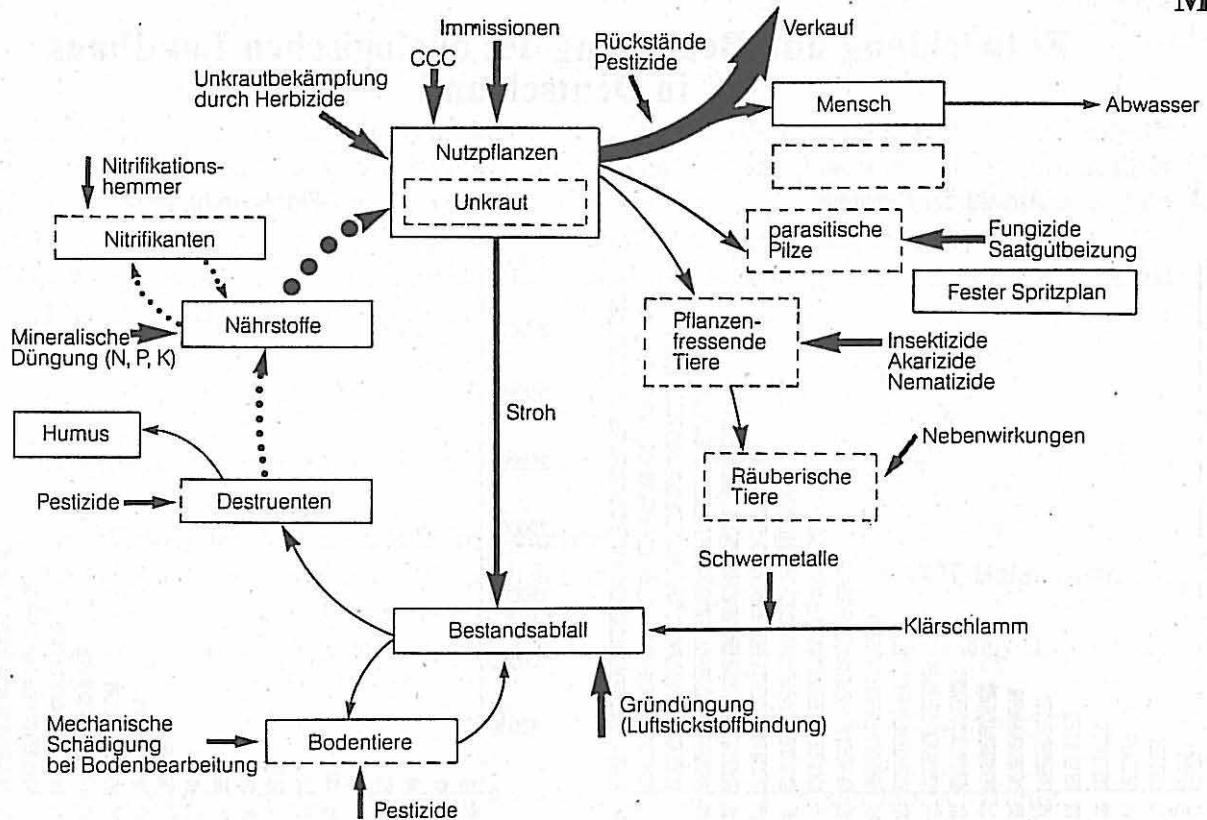 M
Immissionen
Verkauf
CCC
Rückstände
Pestizide
Unkrautbekämpfung
durch Herbizide
Mensch
Abwasser
Nutzpflanzen
Unkraut
Nitrifikations-
hemmer
Nitrifikanten
parasitische
Pilze
Fungizide
Saatgutbeizung
Fester Spritzplan
Nährstoffe
Mineralische
Düngung (N, P, K)
Pflanzen-
fressende
Tiere
Insektizide
Akarizide
Nematizide
Stroh
Humus
Nebenwirkungen
Räuberische
Tiere
Pestizide
Destruenten
Schwermetalle
Bestandsabfall
Klärschlamm
Gründüngung
(Luftstickstoffbindung)
Mechanische
Schädigung
bei Bodenbearbeitung
Bodentiere
Pestizide